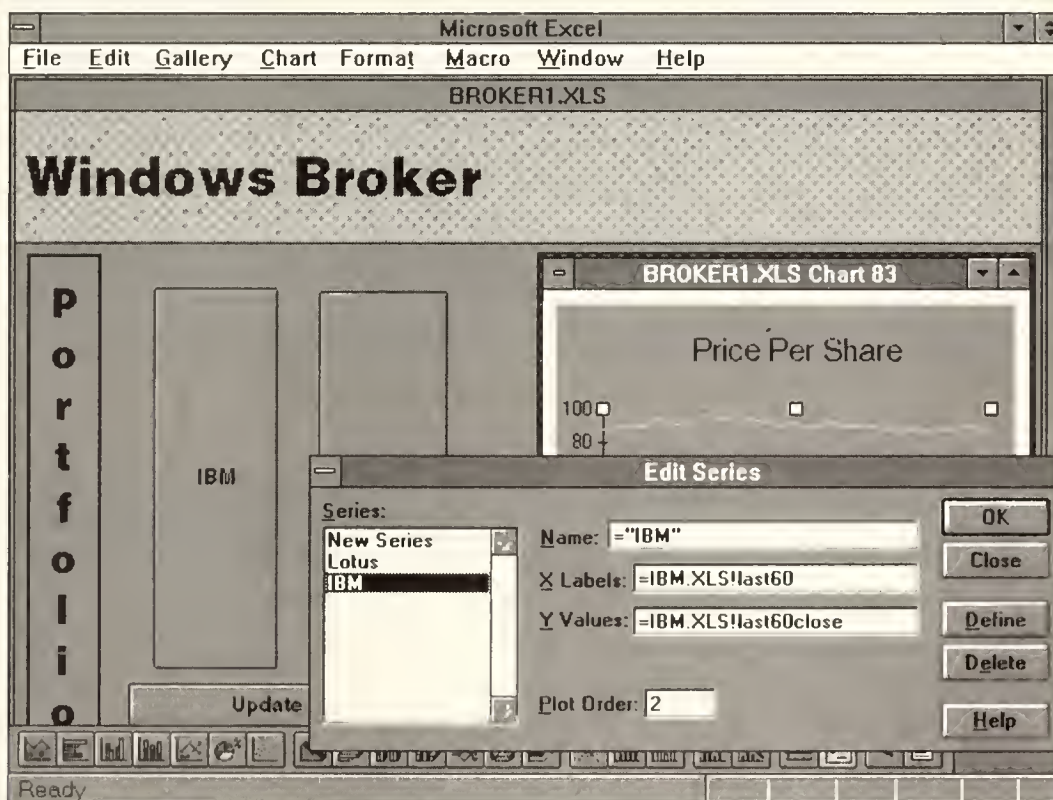 Microsoft Excel
File Edit Gallery Chart Format Macro Window Help
BROKER1.XLS
Windows Broker
Portfolio
IBM
Update
BROKER1.XLS Chart 83
Price Per Share
100
80
Edit Series
Series:
New Series
Lotus
IBM
Name: ="IBM"
X Labels: =IBM.XLS!last60
Y Values: =IBM.XLS!last60close
Plot Order: 2
OK
Close
Define
Delete
Help
Ready